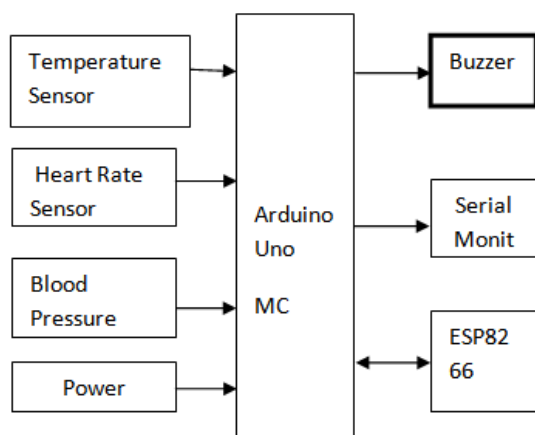 Temperature
Sensor
Heart Rate
Sensor
Blood
Pressure
Power
Arduino
Uno
MC
Buzzer
Serial
Monit
ESP82
66